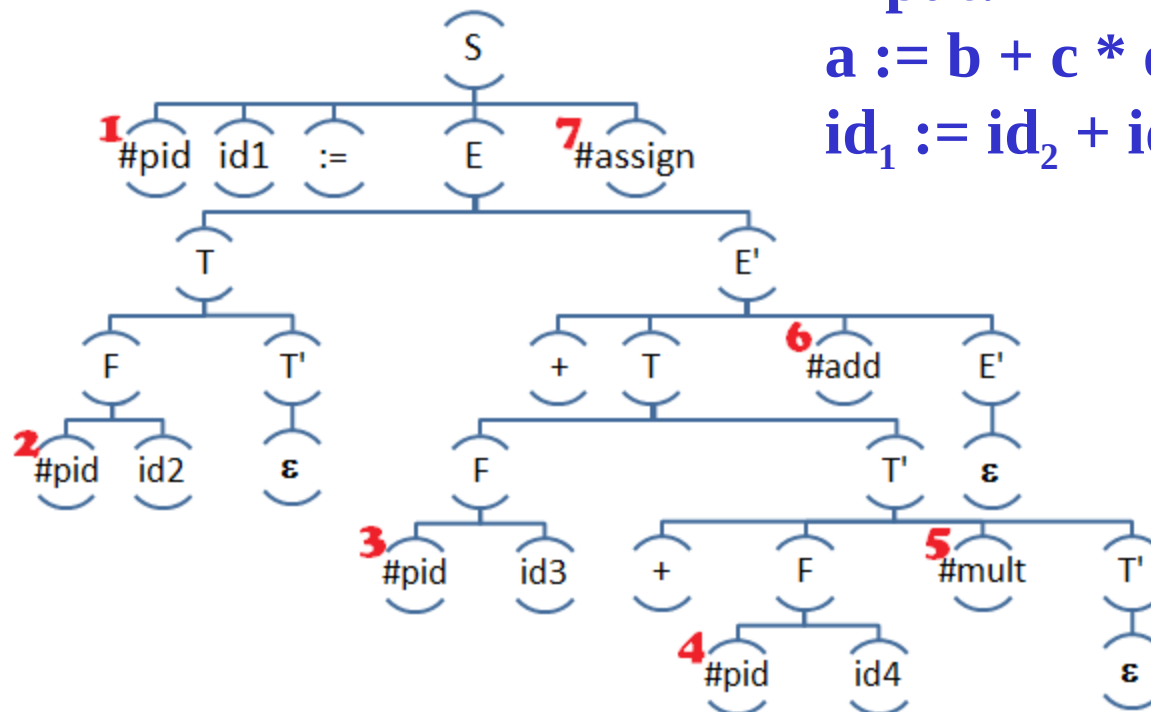 a := b + c *
id1 := id2 +
S
1 #pid id1 := E 7 #assign
T E'
F T' + T 6 #add E'
2 #pid id2 ε F T' ε
3 #pid id3 + F 5 #mult T'
4 #pid id4 ε